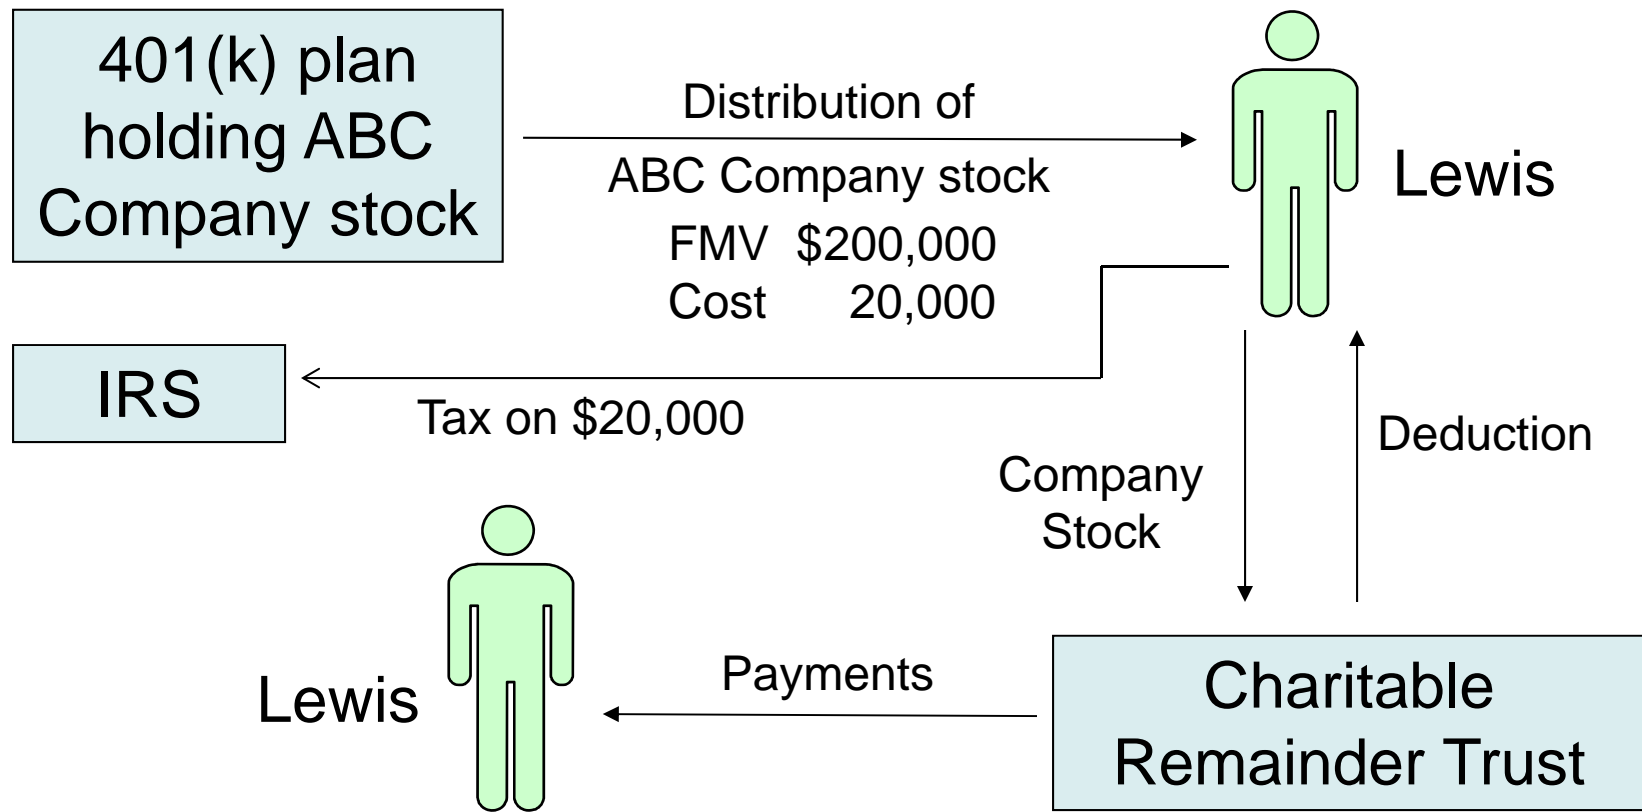 401(k) plan
holding ABC
Company stock
Distribution of
ABC Company stock
FMV $200,000
Cost 20,000
Lewis
IRS
Tax on $20,000
Company
Stock
Deduction
Lewis
Payments
Charitable
Remainder Trust